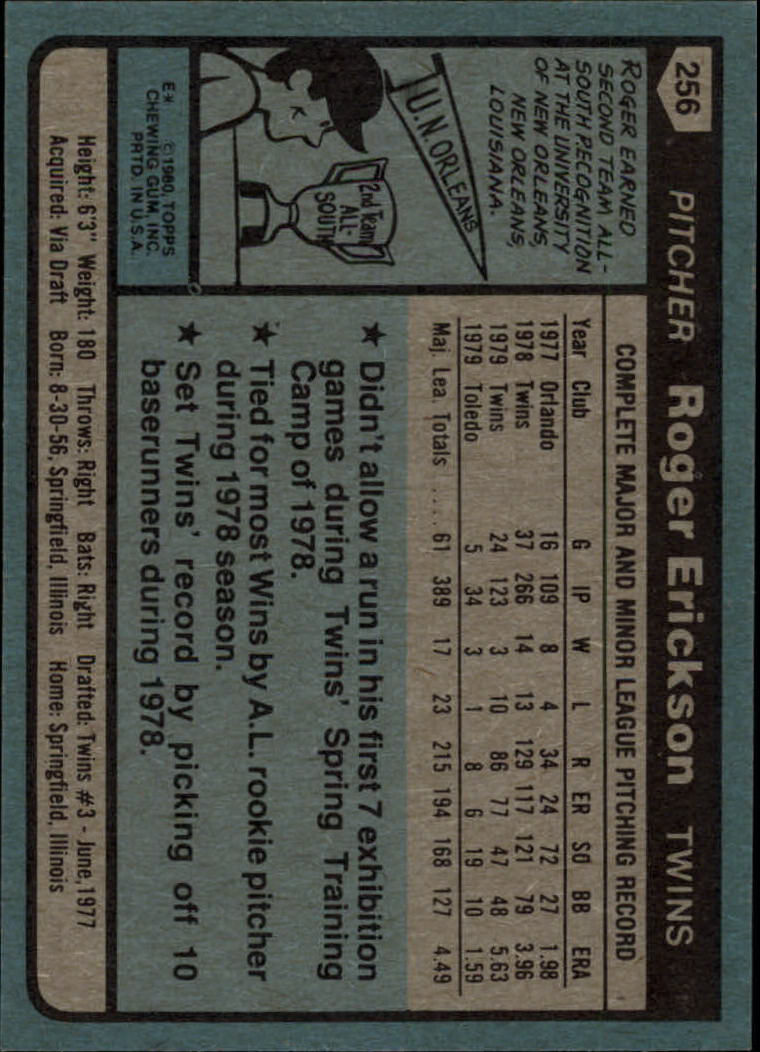 256 PITCHER Roger Erickson TWINS
ROGER EARNED
SECOND TEAM ALL-
SOUTH RECOGNITION
AT THE UNIVERSITY
OF NEW ORLEANS,
NEW ORLEANS,
LOUISIANA.
U.N. ORLEANS
2nd Team
ALL-
SOUTH
E* © 1980, TOPPS
CHEWING GUM, INC.
PRTD. IN U.S.A.
COMPLETE MAJOR AND MINOR LEAGUE PITCHING RECORD
Year Club G IP W L R ER SO BB ERA
1977 Orlando 16 109 8 4 34 24 72 27 1.98
1978 Twins 37 266 14 13 129 117 121 79 3.96
1979 Twins 24 123 3 10 86 77 47 48 5.63
1979 Toledo 5 34 3 1 8 6 19 10 1.59
Maj. Lea. Totals .... 61 389 17 23 215 194 168 127 4.49
★ Didn't allow a run in his first 7 exhibition
games during Twins' Spring Training
Camp of 1978.
★ Tied for most Wins by A.L. rookie pitcher
during 1978 season.
★ Set Twins' record by picking off 10
baserunners during 1978.
Height: 6'3" Weight: 180 Throws: Right Bats: Right Drafted: Twins #3 - June, 1977
Acquired: Via Draft Born: 8-30-56, Springfield, Illinois Home: Springfield, Illinois